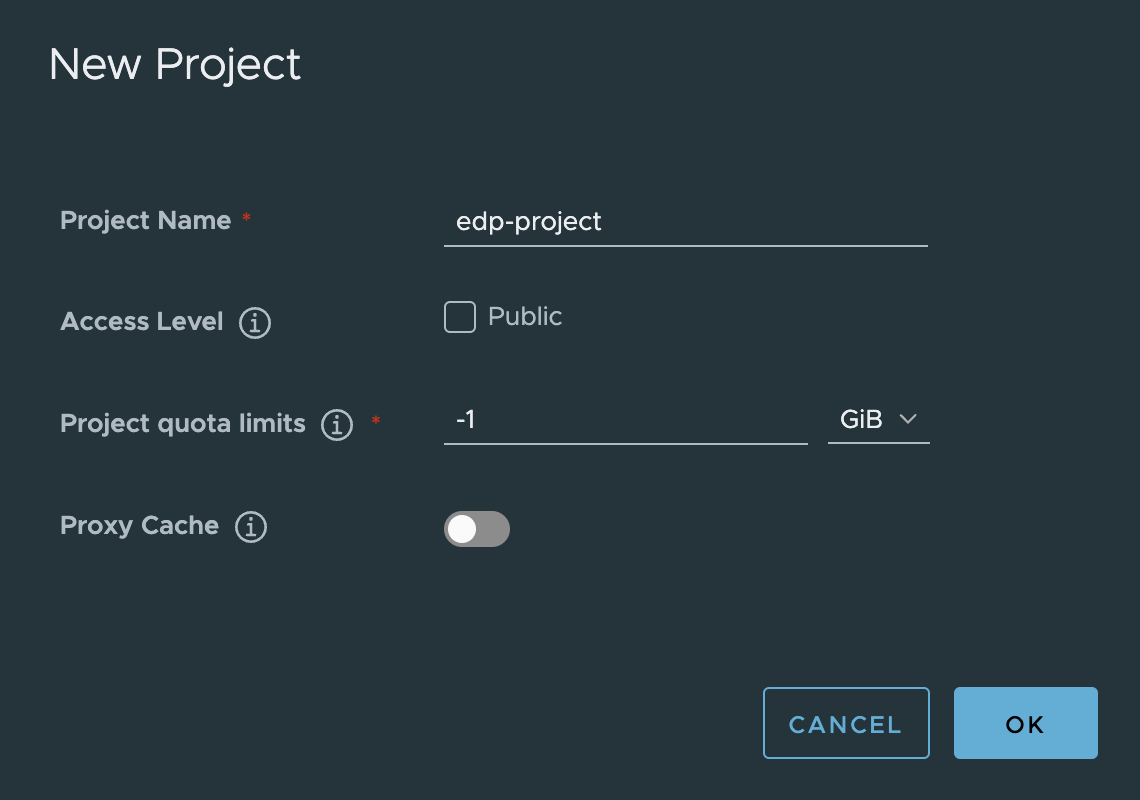 New Project
Project Name *
edp-project
Access Level
Public
Project quota limits *
-1
GiB
Proxy Cache
CANCEL
OK